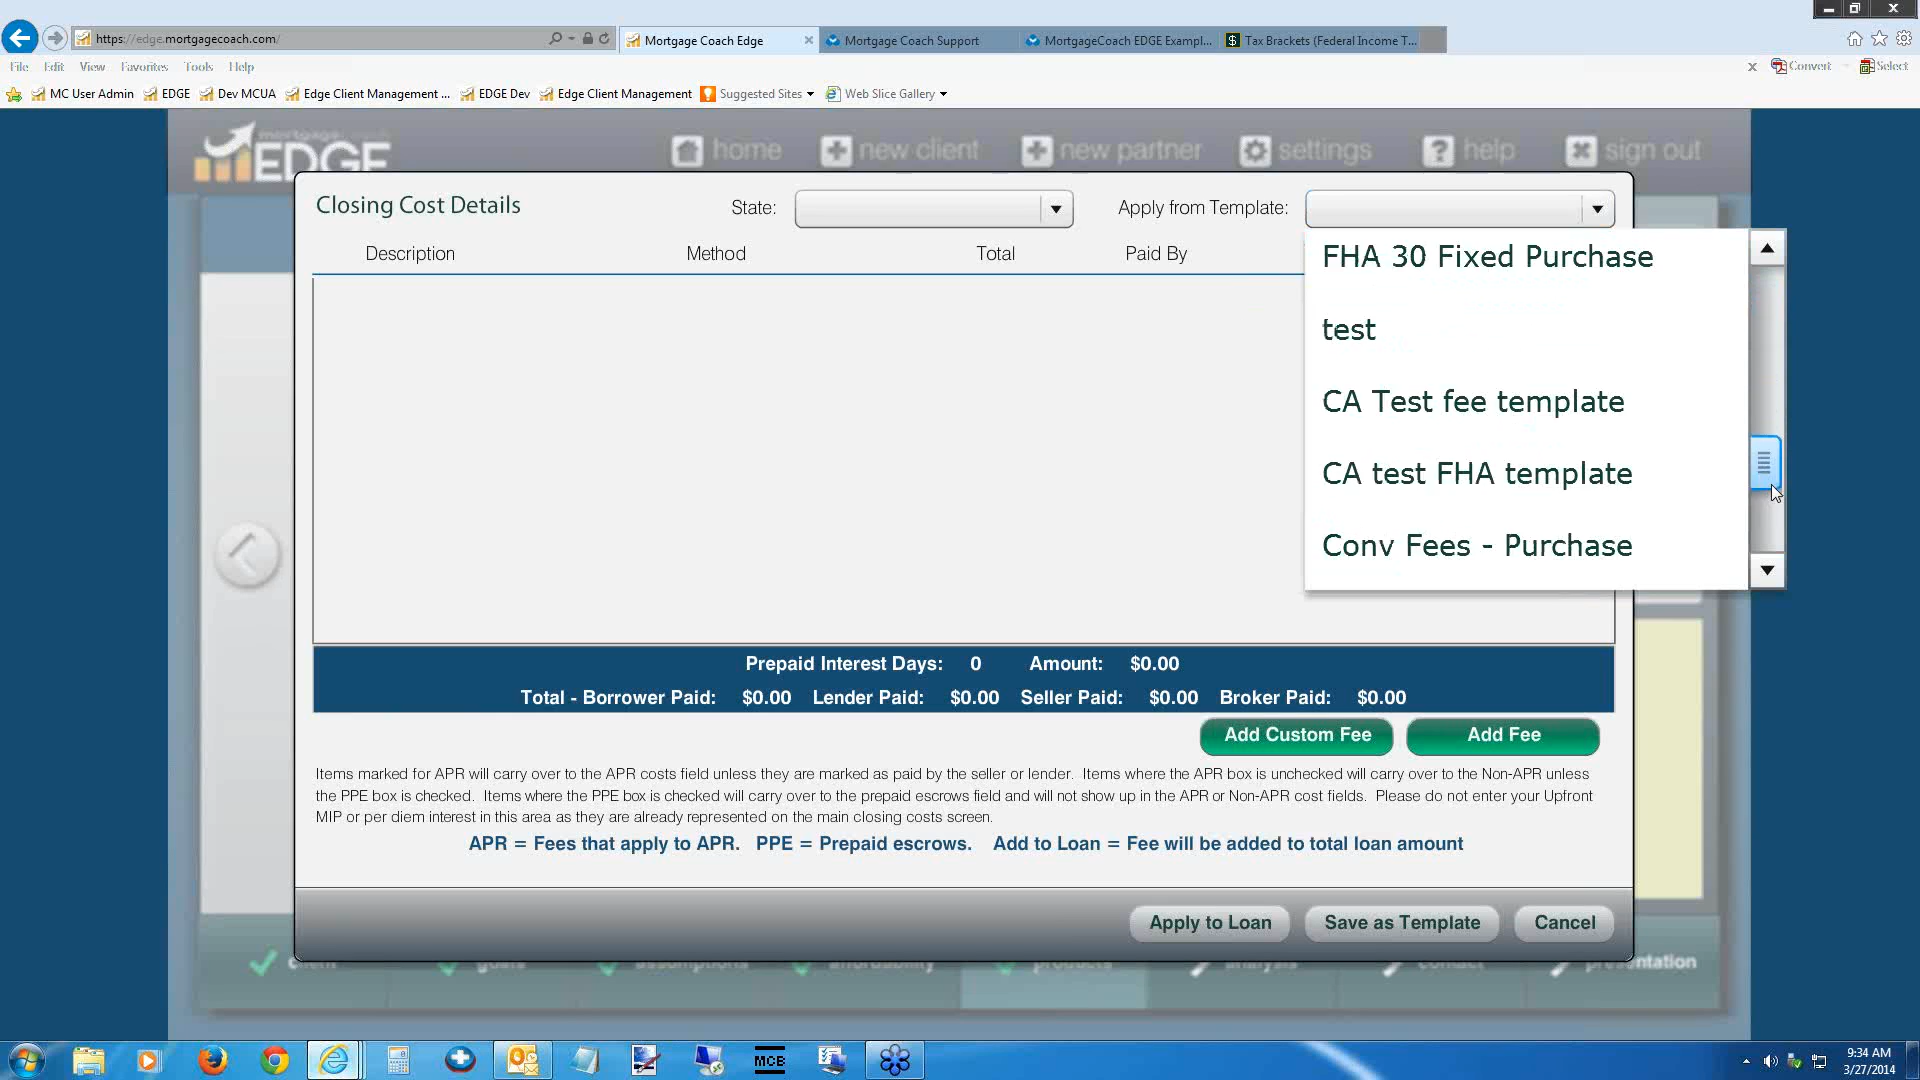 https://edge.mortgagecoach.com/
Mortgage Coach Edge
Mortgage Coach Support
MortgageCoach EDGE Exampl...
Tax Brackets (Federal Income T...
File Edit View Favorites Tools Help
Convert Select
MC User Admin EDGE Dev MCUA Edge Client Management ... EDGE Dev Edge Client Management Suggested Sites Web Slice Gallery
mortgagecoach
EDGE
home new client new partner settings help sign out
Closing Cost Details State: Apply from Template:
Description Method Total Paid By
FHA 30 Fixed Purchase
test
CA Test fee template
CA test FHA template
Conv Fees - Purchase
Prepaid Interest Days: 0 Amount: $0.00
Total - Borrower Paid: $0.00 Lender Paid: $0.00 Seller Paid: $0.00 Broker Paid: $0.00
Add Custom Fee Add Fee
Items marked for APR will carry over to the APR costs field unless they are marked as paid by the seller or lender. Items where the APR box is unchecked will carry over to the Non-APR unless
the PPE box is checked. Items where the PPE box is checked will carry over to the prepaid escrows field and will not show up in the APR or Non-APR cost fields. Please do not enter your Upfront
MIP or per diem interest in this area as they are already represented on the main closing costs screen.
APR = Fees that apply to APR. PPE = Prepaid escrows. Add to Loan = Fee will be added to total loan amount
Apply to Loan Save as Template Cancel
client goals assumptions affordability products analysis contact presentation
MCB
9:34 AM
3/27/2014